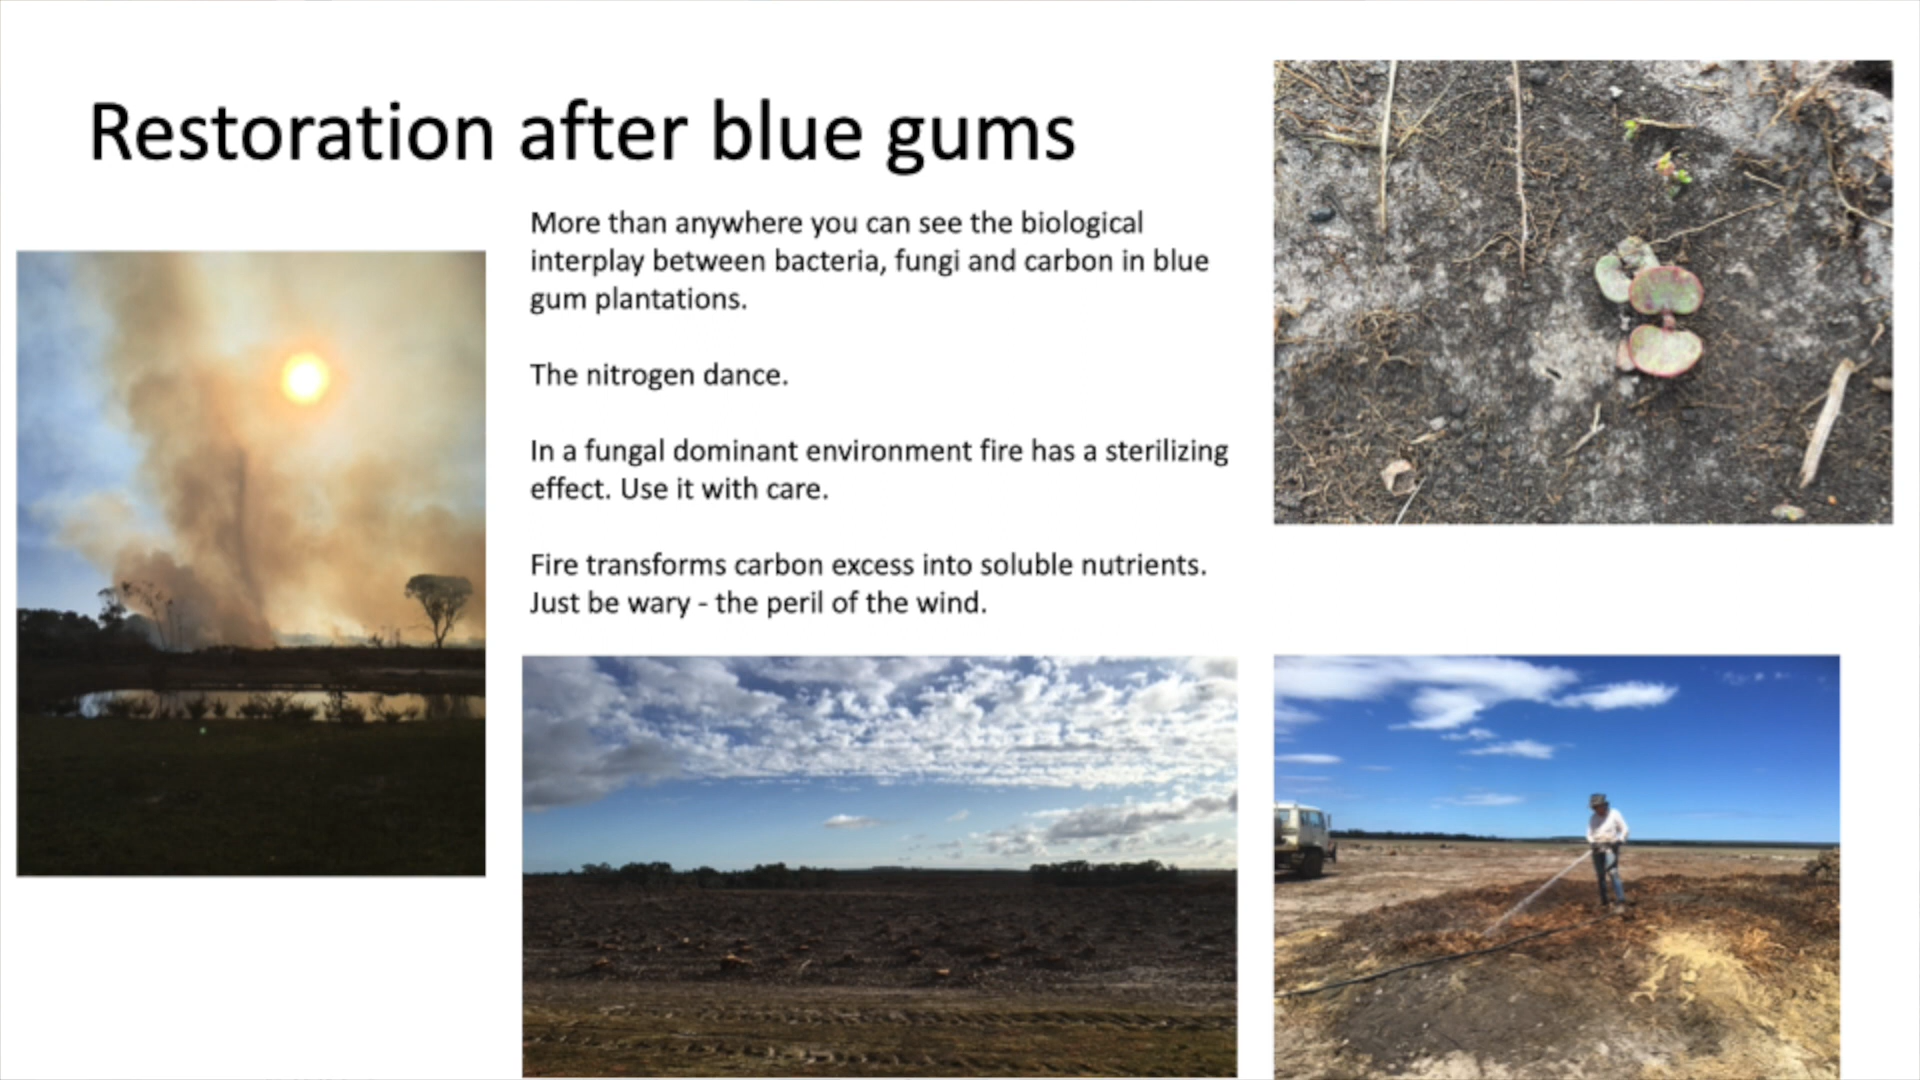 Restoration after blue gums
More than anywhere you can see the biological
interplay between bacteria, fungi and carbon in blue
gum plantations.
The nitrogen dance.
In a fungal dominant environment fire has a sterilizing
effect. Use it with care.
Fire transforms carbon excess into soluble nutrients.
Just be wary - the peril of the wind.